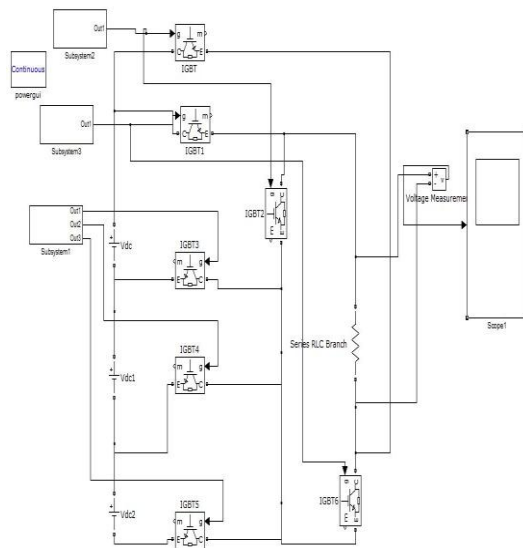 Out1
Subsystem2
Continuous
powergui
g
m
C
E
IGBT
Out1
Subsystem3
g
m
C
E
IGBT1
Out1
Out2
Out3
Subsystem1
Vdc
IGBT2
g
m
C
E
IGBT3
m
g
E
C
Voltage Measuremen
+
-
v
Scope1
Series RLC Branch
Vdc1
IGBT4
m
g
E
C
Vdc2
IGBT5
m
g
E
C
IGBT6
g
m
C
E